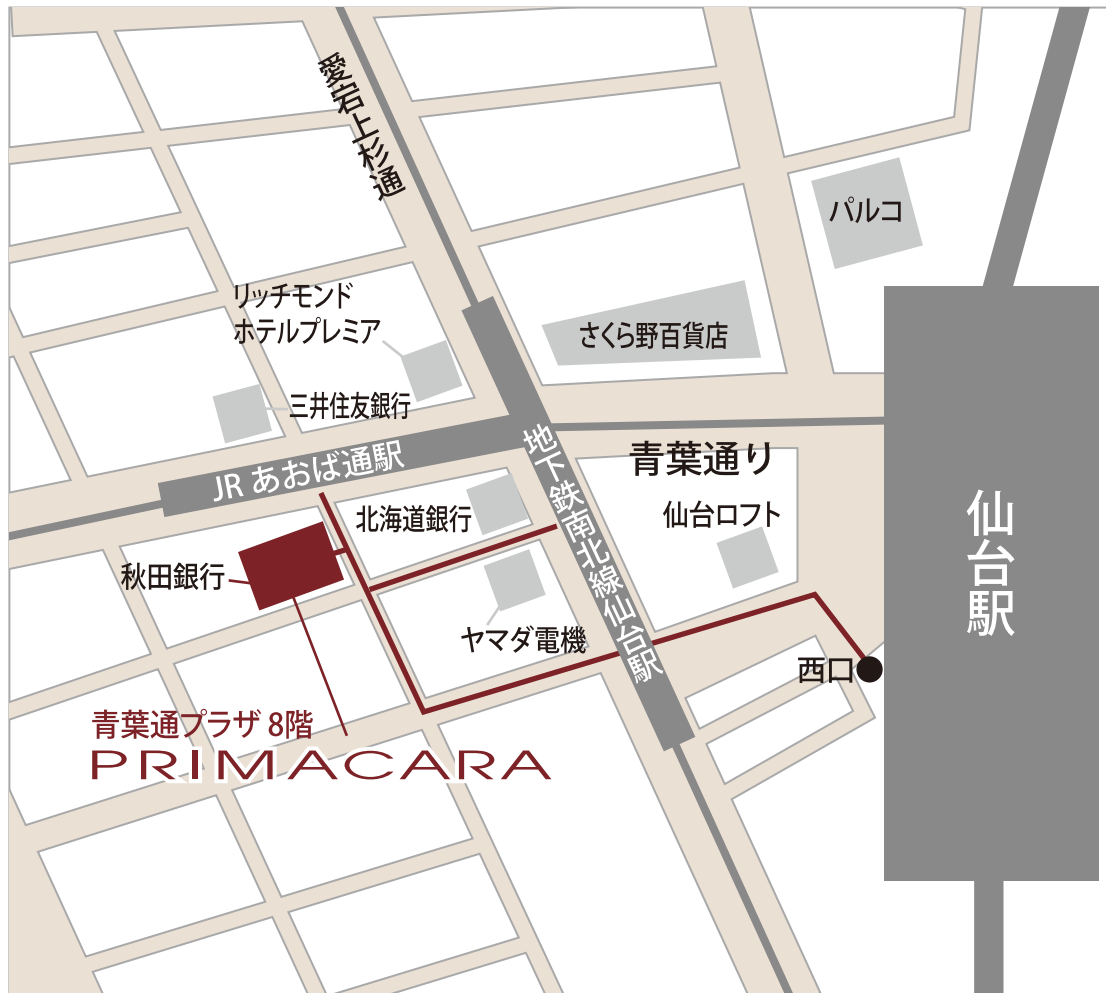 愛宕上杉通
パルコ
リッチモンド
ホテルプレミア
さくら野百貨店
三井住友銀行
JR あおば通駅
地下鉄南北線仙台駅
青葉通り
北海道銀行
仙台ロフト
仙台駅
秋田銀行
ヤマダ電機
西口
青葉通プラザ 8階
PRIMACARA